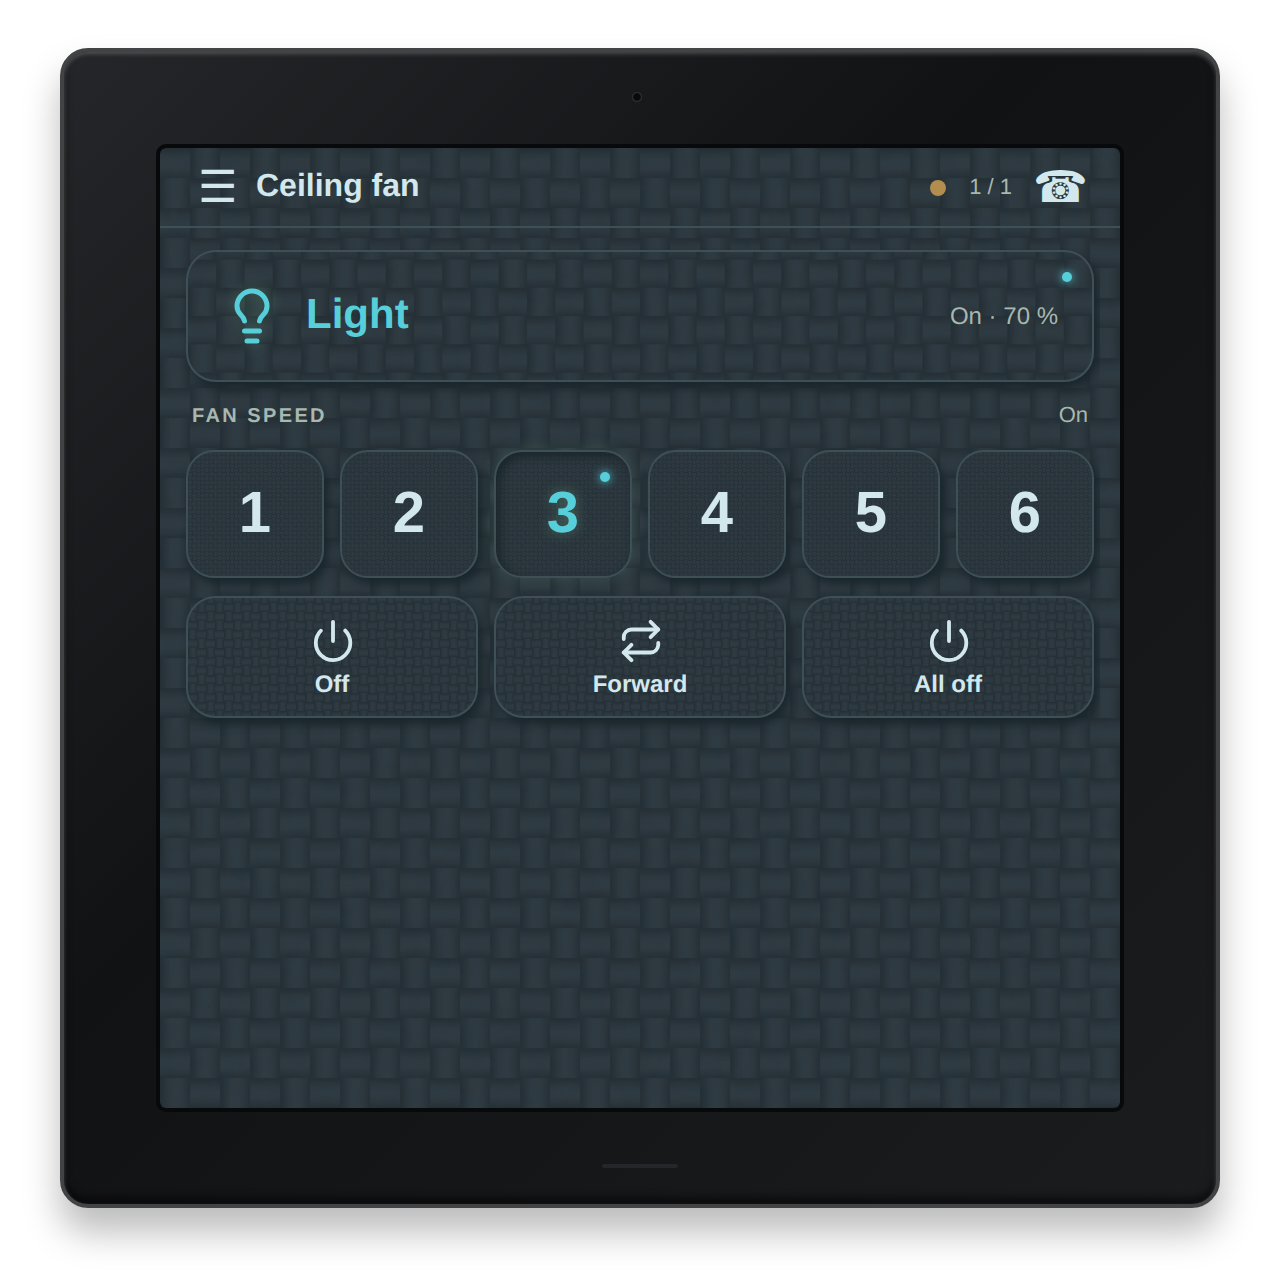 Ceiling fan
1 / 1
Light
On · 70 %
FAN SPEED
On
1 2 3 4 5 6
Off
Forward
All off